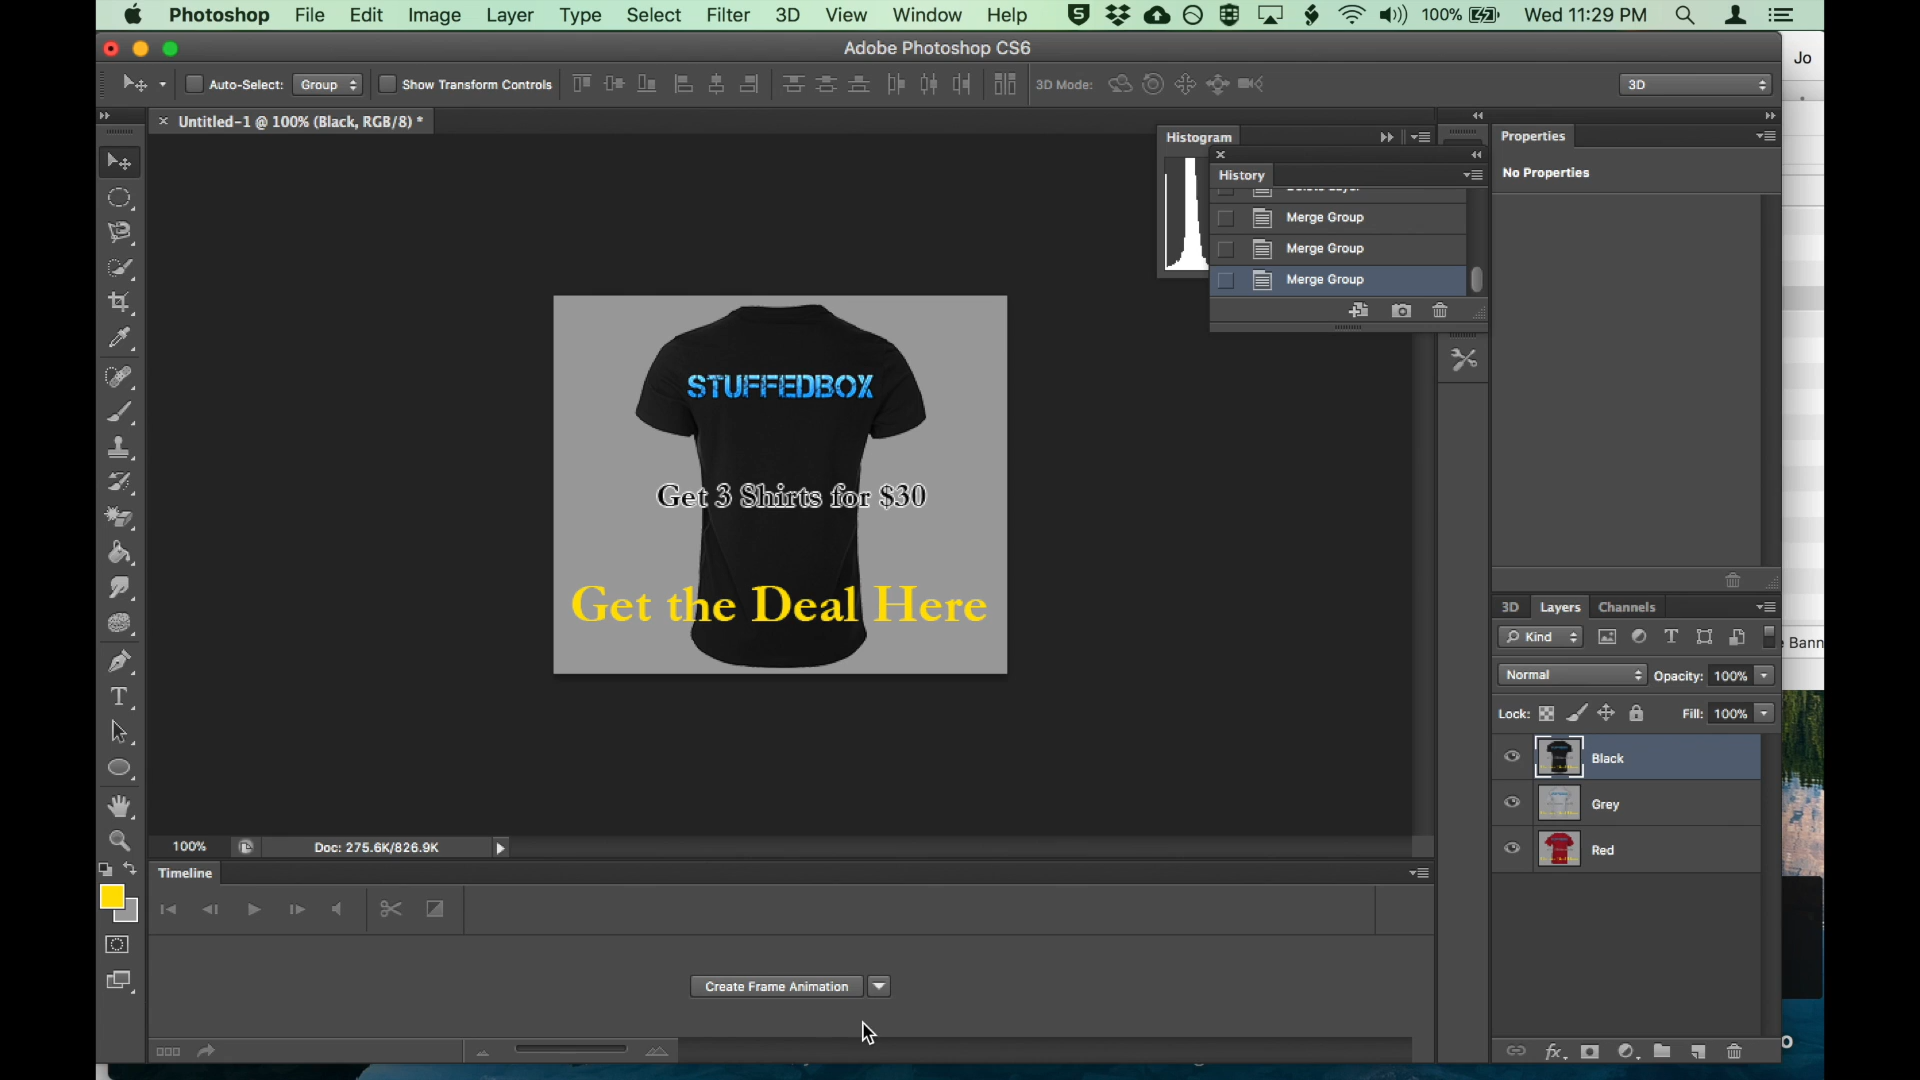 Photoshop File Edit Image Layer Type Select Filter 3D View Window Help 100% Wed 11:29 PM
Adobe Photoshop CS6
Jo
Auto-Select: Group Show Transform Controls 3D Mode: 3D
Untitled-1 @ 100% (Black, RGB/8) *
Histogram
Properties
History
No Properties
Delete Layer
Merge Group
Merge Group
Merge Group
STUFFEDBOX
Get 3 Shirts for $30
Get the Deal Here
3D Layers Channels
Kind
e Bann
Normal Opacity: 100%
Lock: Fill: 100%
Black
Grey
Red
100% Doc: 275.6K/826.9K
Timeline
Create Frame Animation
fx